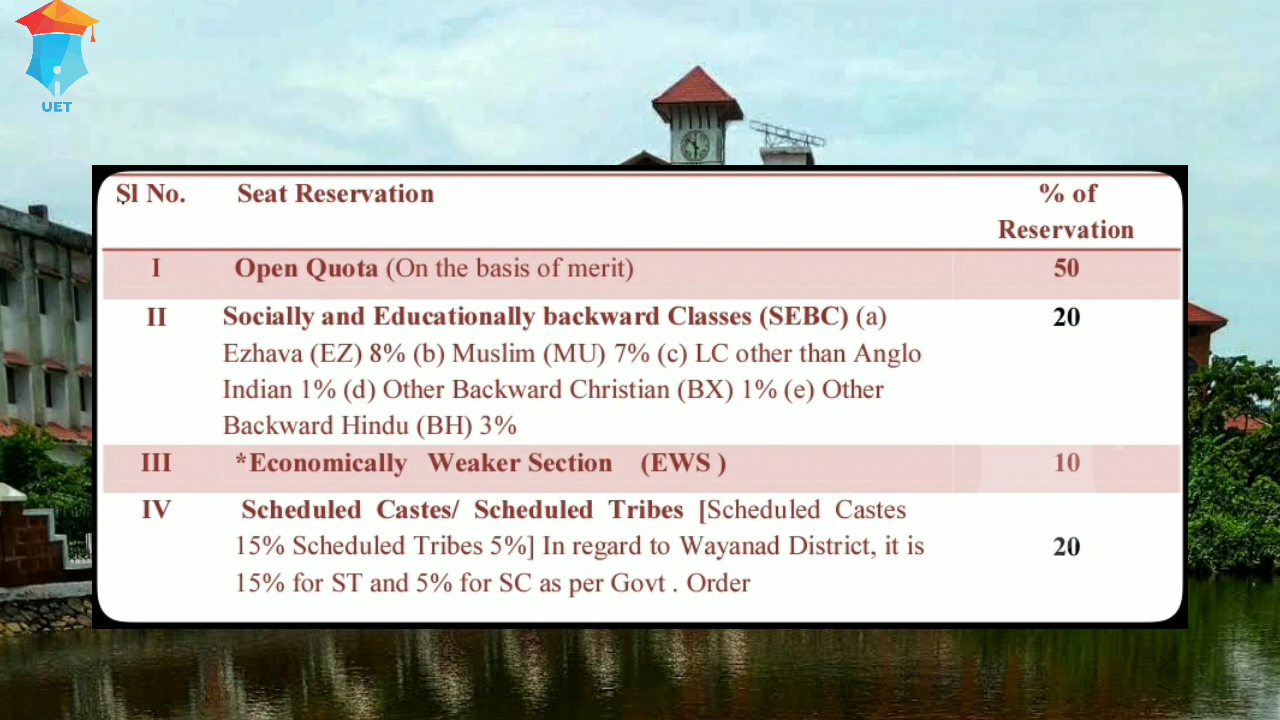 UET
Sl No. Seat Reservation % of
Reservation
I Open Quota (On the basis of merit) 50
II Socially and Educationally backward Classes (SEBC) (a) 20
Ezhava (EZ) 8% (b) Muslim (MU) 7% (c) LC other than Anglo
Indian 1% (d) Other Backward Christian (BX) 1% (e) Other
Backward Hindu (BH) 3%
III *Economically Weaker Section (EWS ) 10
IV Scheduled Castes/ Scheduled Tribes [Scheduled Castes
15% Scheduled Tribes 5%] In regard to Wayanad District, it is 20
15% for ST and 5% for SC as per Govt . Order